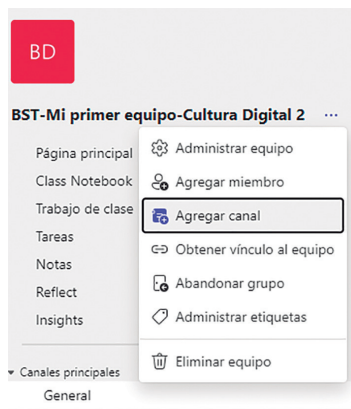 BD
BST-Mi primer equipo-Cultura Digital 2 ...
Página principal
Class Notebook
Trabajo de clase
Tareas
Notas
Reflect
Insights
Canales principales
General
Administrar equipo
Agregar miembro
Agregar canal
Obtener vínculo al equipo
Abandonar grupo
Administrar etiquetas
Eliminar equipo